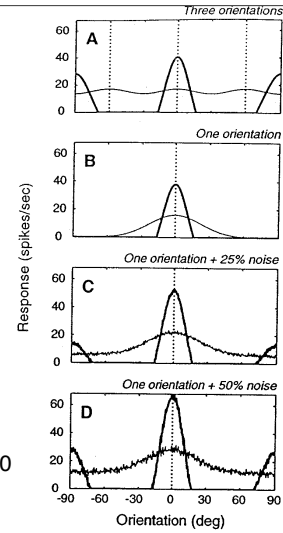 Three orientations
60
40
20
0
A
One orientation
60
40
20
0
B
One orientation + 25% noise
60
40
20
0
C
One orientation + 50% noise
60
40
20
0
D
0
-90 -60 -30 0 30 60 90
Orientation (deg)
Response (spikes/sec)